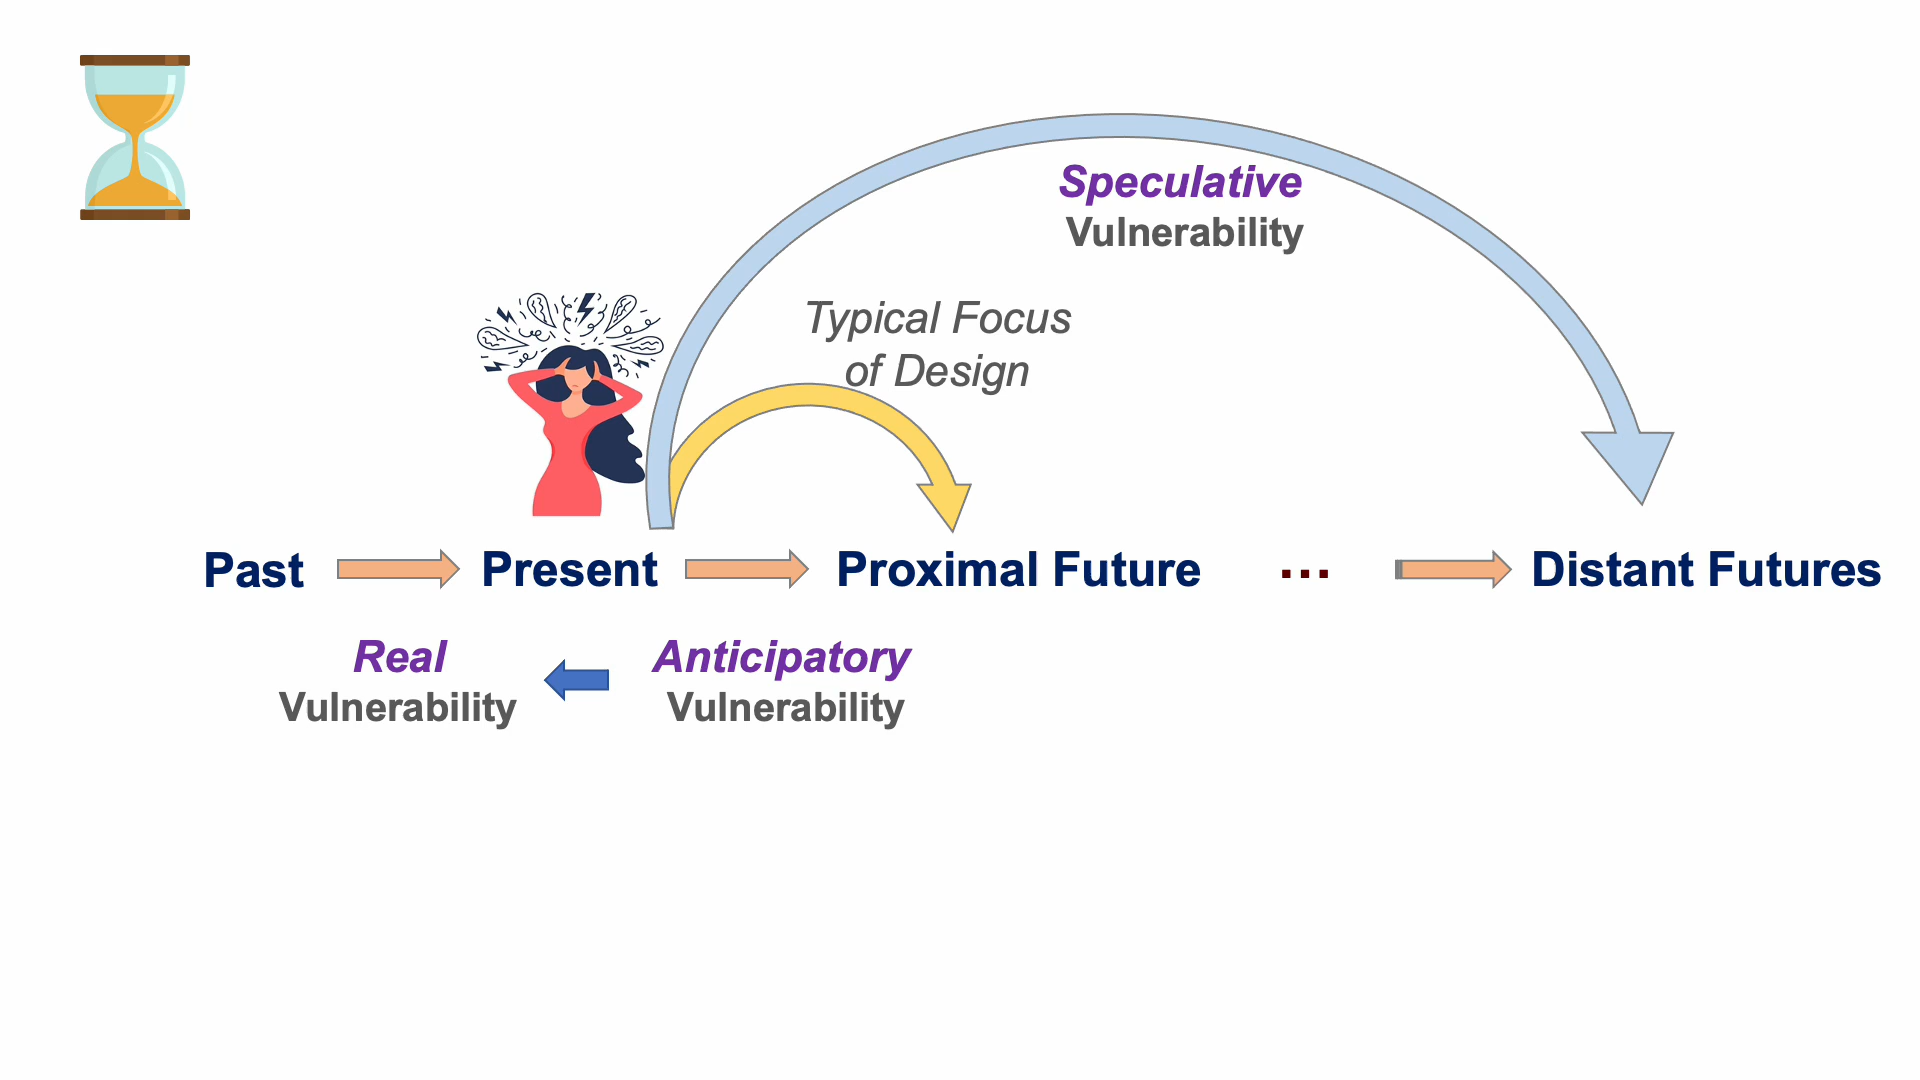 Speculative
Vulnerability
Typical Focus
of Design
Past Present Proximal Future ... Distant Futures
Real
Vulnerability
Anticipatory
Vulnerability